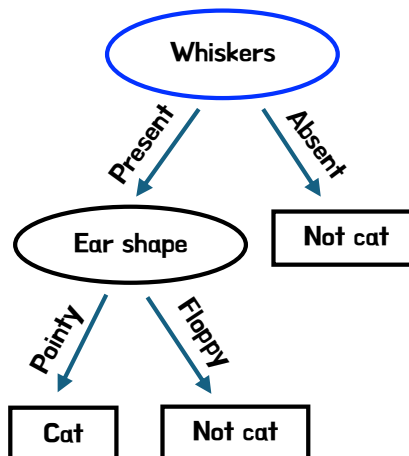 Whiskers
Present
Absent
Ear shape
Not cat
Pointy
Floppy
Cat
Not cat